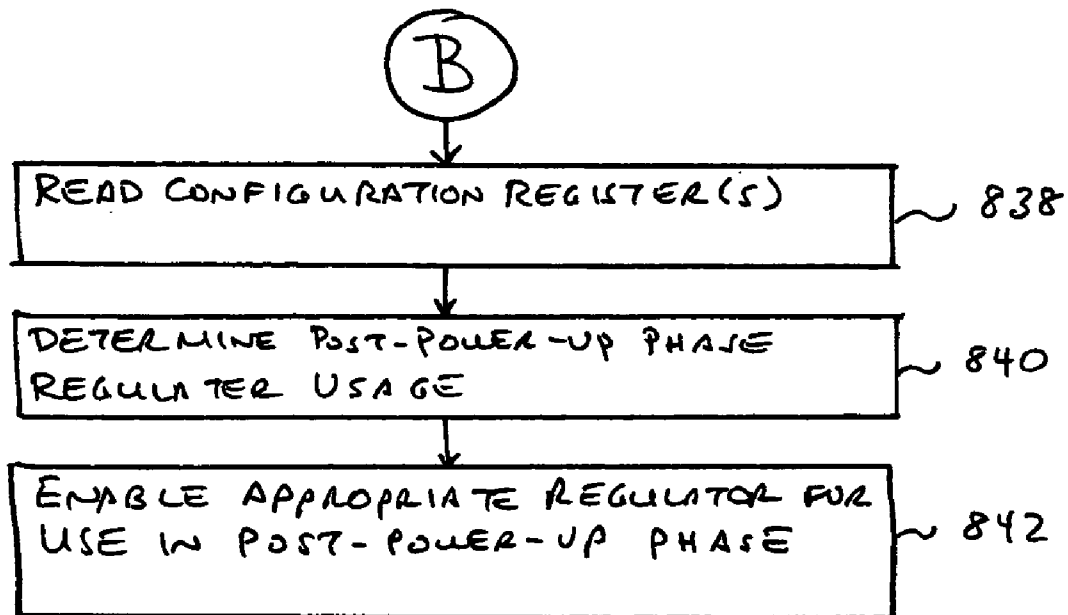 B
READ CONFIGURATION REGISTER(S)
838
DETERMINE POST-POWER-UP PHASE
REGULATER USAGE
840
ENABLE APPROPRIATE REGULATOR FOR
USE IN POST-POWER-UP PHASE
842